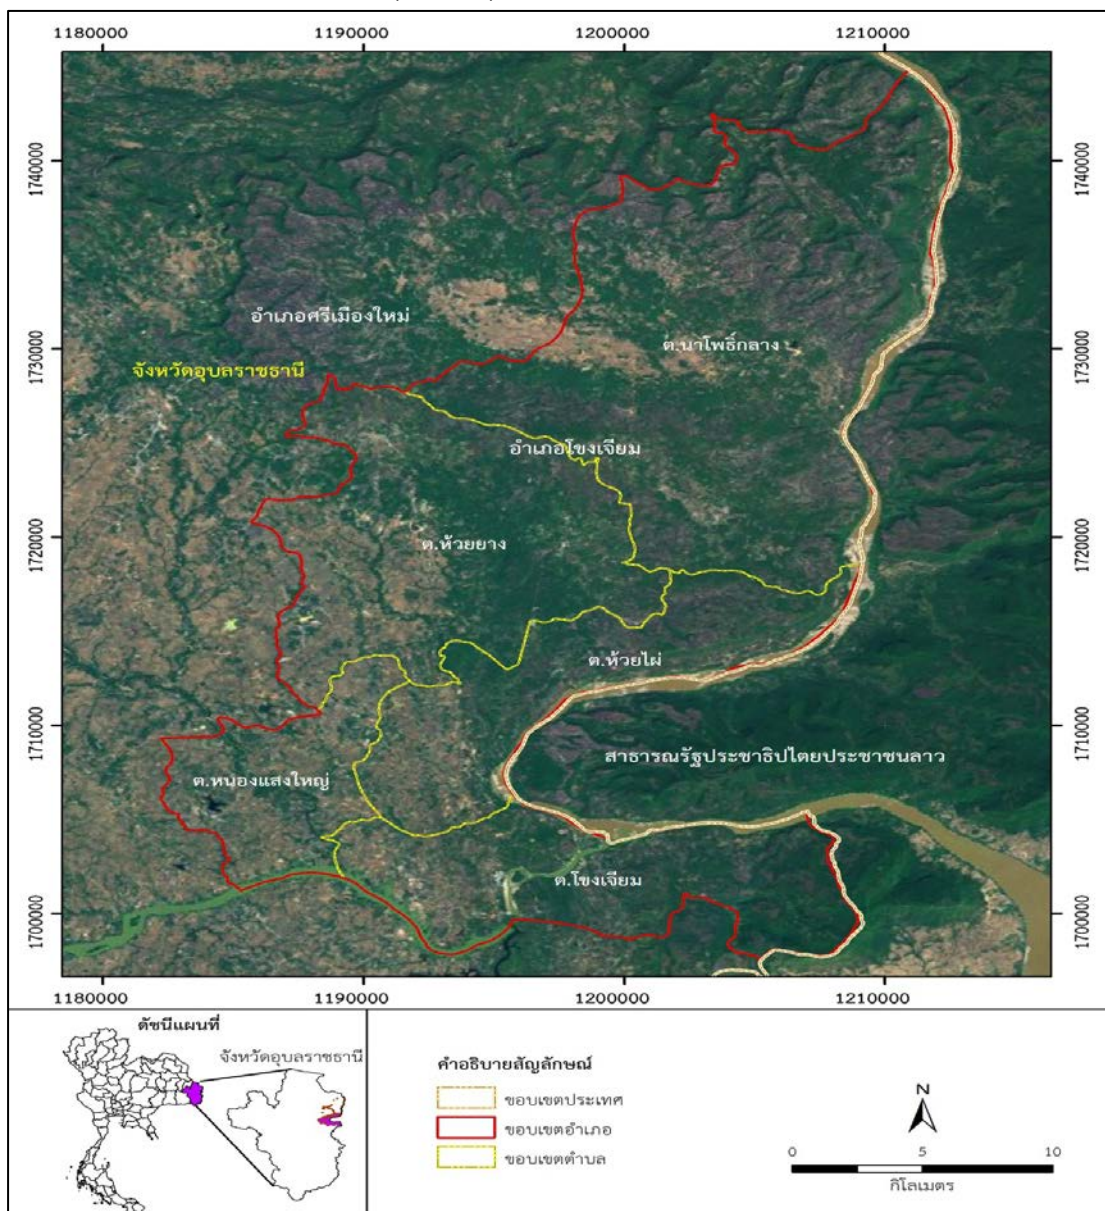 1180000 1190000 1200000 1210000
1740000 1740000
อำเภอศรีเมืองใหม่
ต.นาโพธิ์กลาง
1730000 1730000
จังหวัดอุบลราชธานี
อำเภอโขงเจียม
1720000 1720000
ต.ห้วยยาง
ต.ห้วยไผ่
1710000 1710000
สาธารณรัฐประชาธิปไตยประชาชนลาว
ต.หนองแสงใหญ่
ต.โขงเจียม
1700000 1700000
1180000 1190000 1200000 1210000
ดัชนีแผนที่
จังหวัดอุบลราชธานี
คำอธิบายสัญลักษณ์
ขอบเขตประเทศ
ขอบเขตอำเภอ
ขอบเขตตำบล
N
0 5 10
กิโลเมตร